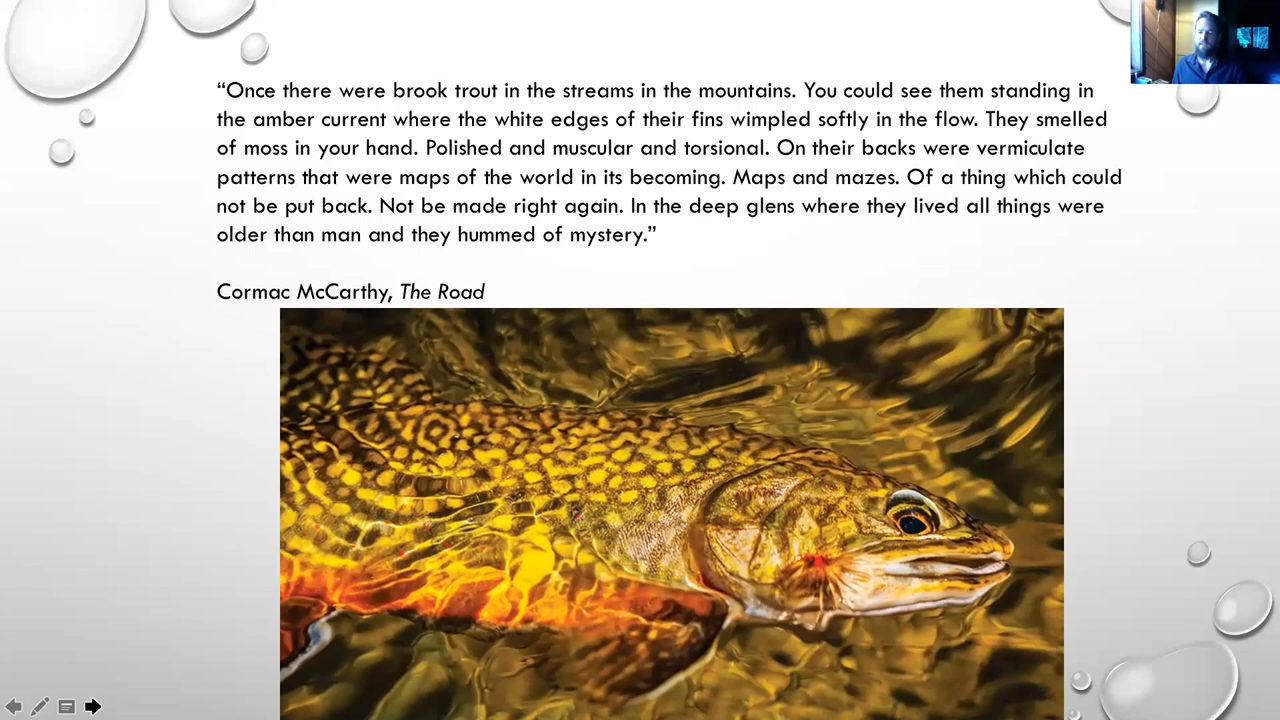 “Once there were brook trout in the streams in the mountains. You could see them standing in
the amber current where the white edges of their fins wimpled softly in the flow. They smelled
of moss in your hand. Polished and muscular and torsional. On their backs were vermiculate
patterns that were maps of the world in its becoming. Maps and mazes. Of a thing which could
not be put back. Not be made right again. In the deep glens where they lived all things were
older than man and they hummed of mystery.”
Cormac McCarthy, The Road